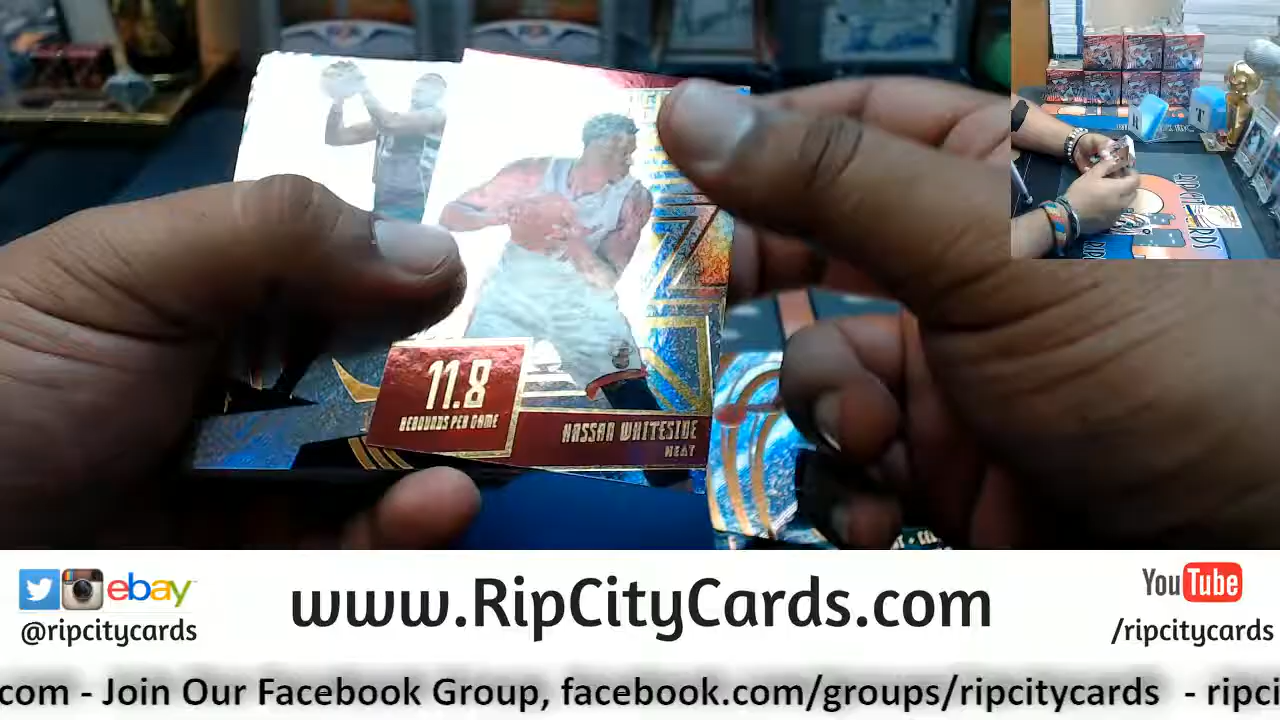 11.8
REBOUNDS PER GAME
HASSAN WHITESIDE
HEAT
ebay
@ripcitycards
www.RipCityCards.com
YouTube
/ripcitycards
.com - Join Our Facebook Group, facebook.com/groups/ripcitycards - ripci